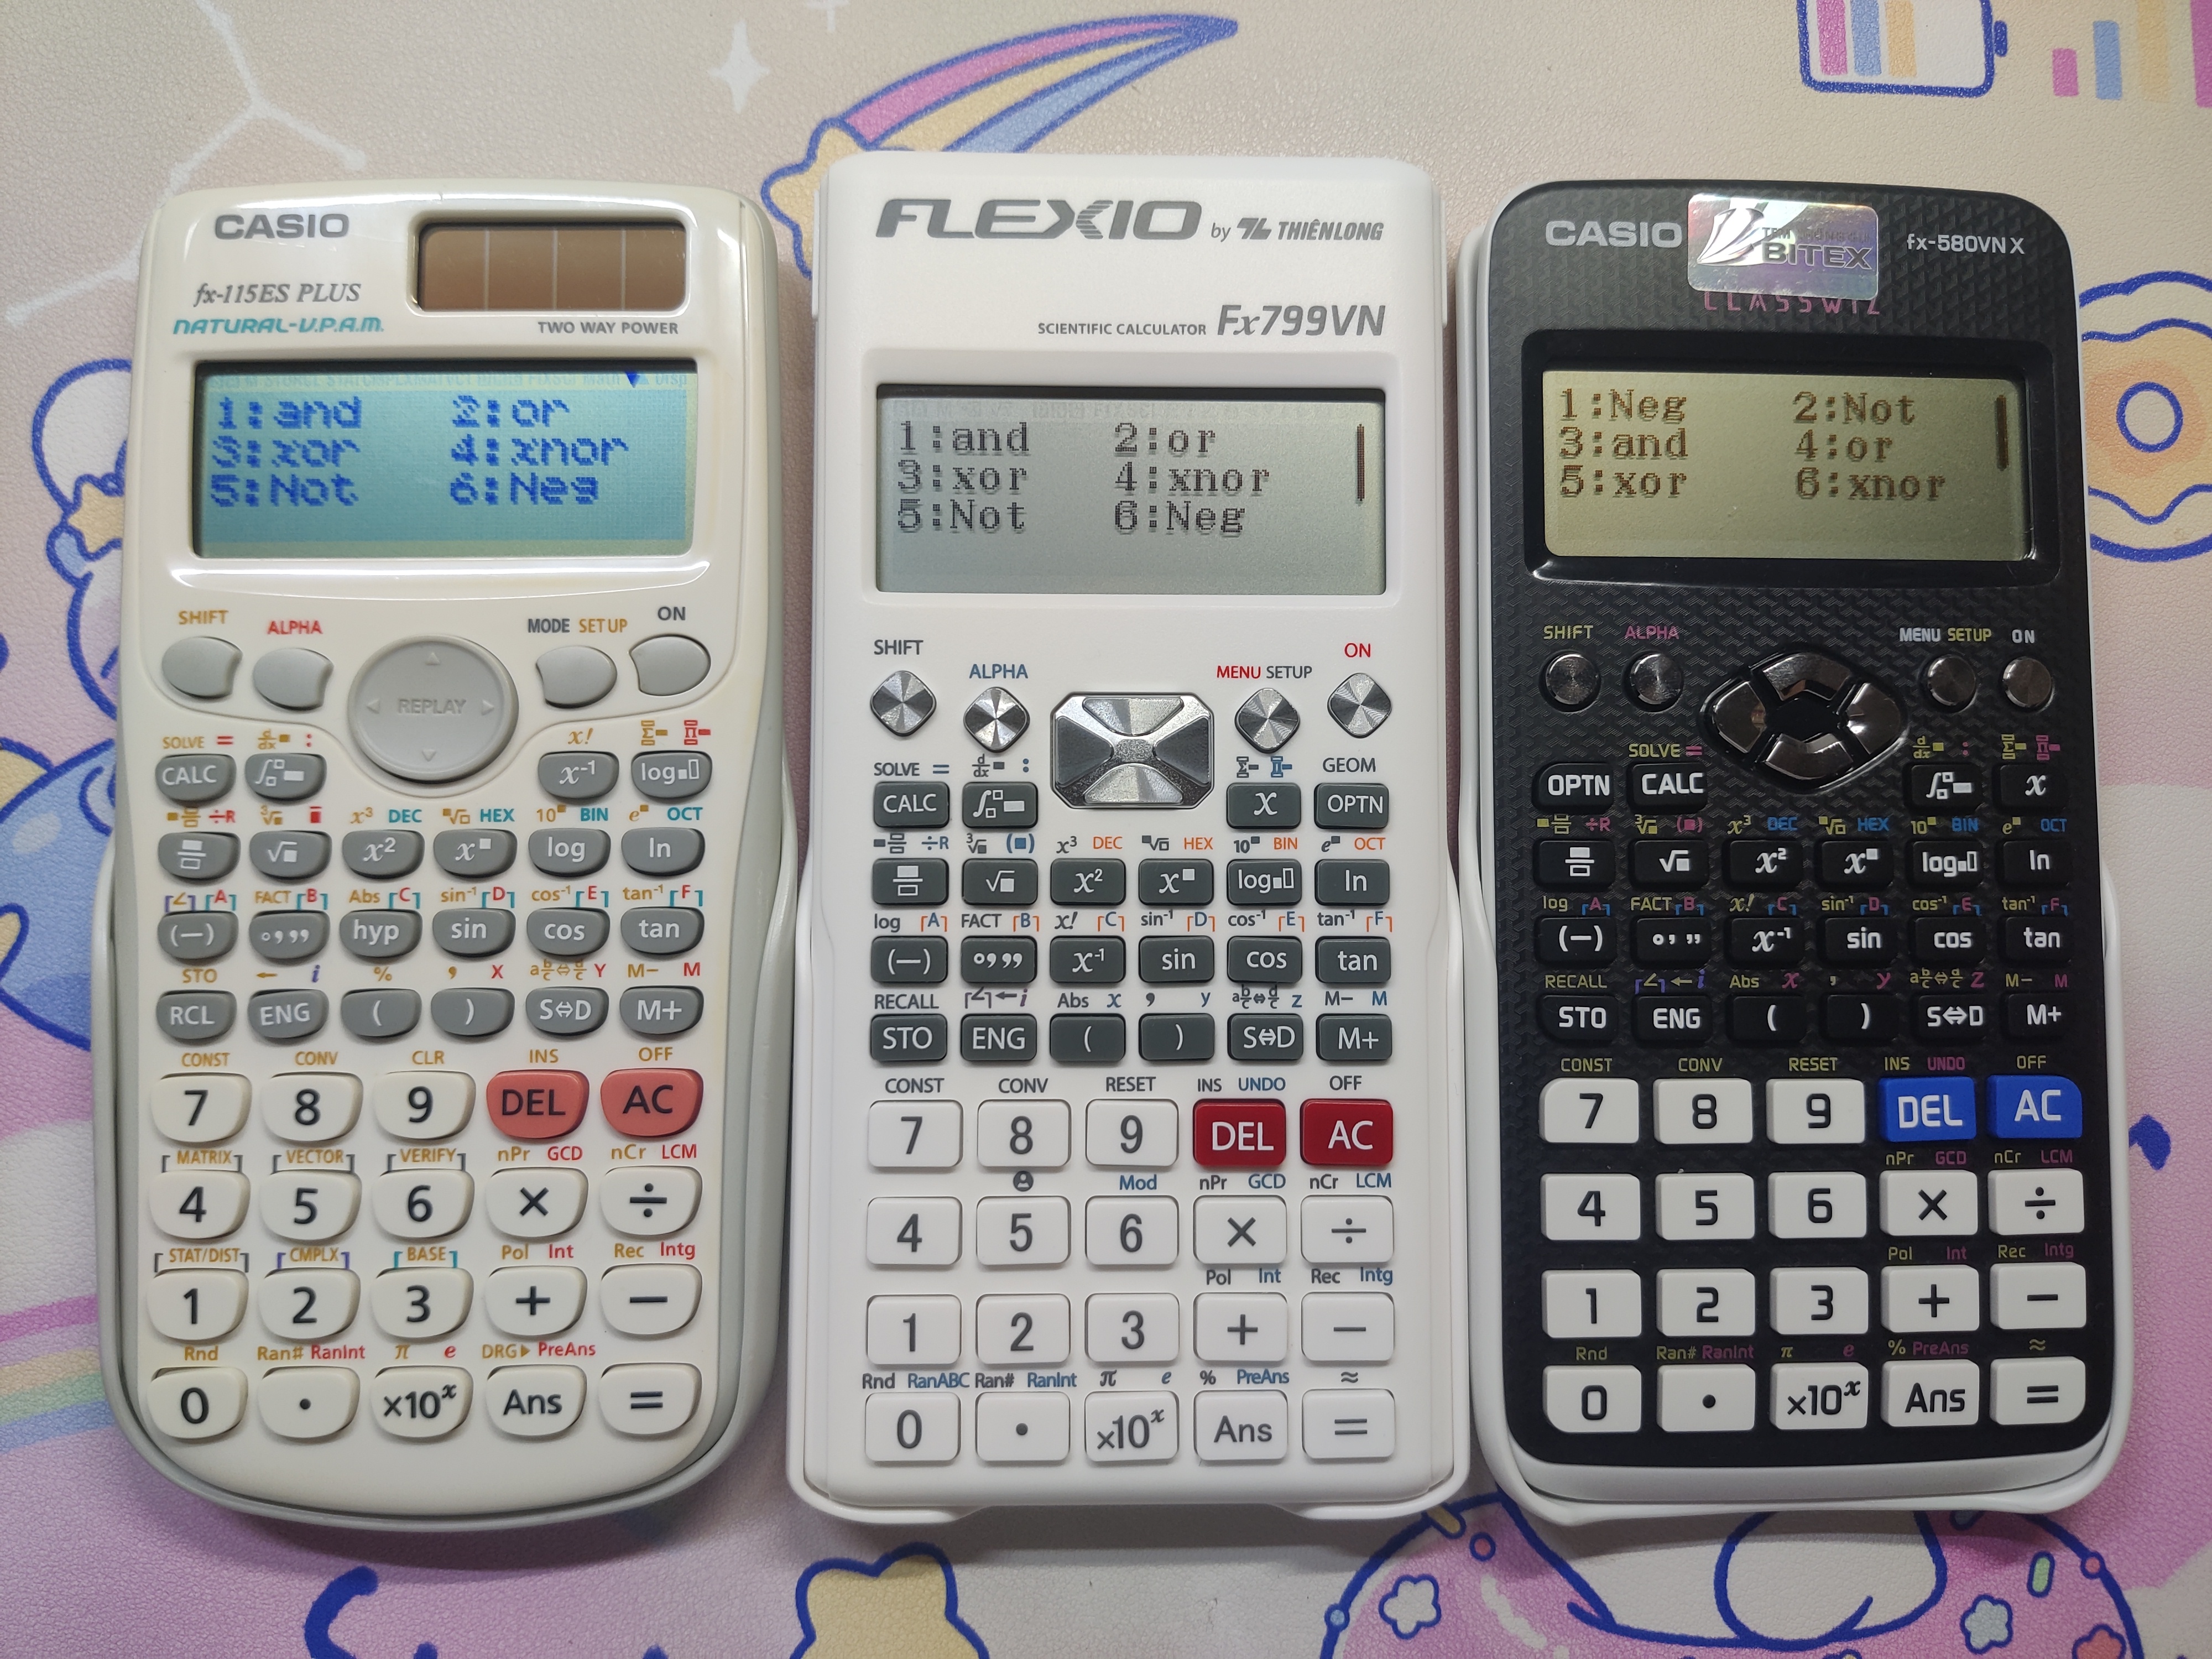 CASIO
fx-115ES PLUS
NATURAL-V.P.A.M.
TWO WAY POWER
1:and 2:or
3:xor 4:xnor
5:Not 6:Neg
SHIFT ALPHA MODE SETUP ON
REPLAY
SOLVE = d/dx : x! Σ Π
CALC ∫ x⁻¹ log
÷R ³√ x³ DEC √ HEX 10 BIN e OCT
√ x² x log ln
∠ A FACT B Abs C sin⁻¹ D cos⁻¹ E tan⁻¹ F
(−) °,,, hyp sin cos tan
STO ← i % , X a b/c⇔d/c Y M− M
RCL ENG ( ) S⇔D M+
CONST CONV CLR INS OFF
7 8 9 DEL AC
MATRIX VECTOR VERIFY nPr GCD nCr LCM
4 5 6 × ÷
STAT/DIST CMPLX BASE Pol Int Rec Intg
1 2 3 + −
Rnd Ran# RanInt π e DRG▶ PreAns
0 • ×10ˣ Ans =
FLEXIO by THIÊN LONG
SCIENTIFIC CALCULATOR Fx799VN
1:and 2:or
3:xor 4:xnor
5:Not 6:Neg
SHIFT ALPHA MENU SETUP ON
SOLVE = d/dx : Σ Π GEOM
CALC ∫ x OPTN
÷R ³√ (■) x³ DEC √ HEX 10 BIN e OCT
√ x² x log ln
log A FACT B x! C sin⁻¹ D cos⁻¹ E tan⁻¹ F
(−) °,,, x⁻¹ sin cos tan
RECALL ∠ ← i Abs x , y a b/c⇔d/c z M− M
STO ENG ( ) S⇔D M+
CONST CONV RESET INS UNDO OFF
7 8 9 DEL AC
Mod nPr GCD nCr LCM
4 5 6 × ÷
Pol Int Rec Intg
1 2 3 + −
Rnd RanABC Ran# RanInt π e % PreAns ≈
0 • ×10ˣ Ans =
CASIO fx-580VN X
BITEX
CLASSWIZ
1:Neg 2:Not
3:and 4:or
5:xor 6:xnor
SHIFT ALPHA MENU SETUP ON
SOLVE = d/dx : Σ Π
OPTN CALC ∫ x
÷R ³√ (■) x³ DEC √ HEX 10 BIN e OCT
√ x² x log ln
log A FACT B x! C sin⁻¹ D cos⁻¹ E tan⁻¹ F
(−) °,,, x⁻¹ sin cos tan
RECALL ∠ ← i Abs x , y a b/c⇔d/c z M− M
STO ENG ( ) S⇔D M+
CONST CONV RESET INS UNDO OFF
7 8 9 DEL AC
nPr GCD nCr LCM
4 5 6 × ÷
Pol Int Rec Intg
1 2 3 + −
Rnd Ran# RanInt π e % PreAns ≈
0 • ×10ˣ Ans =